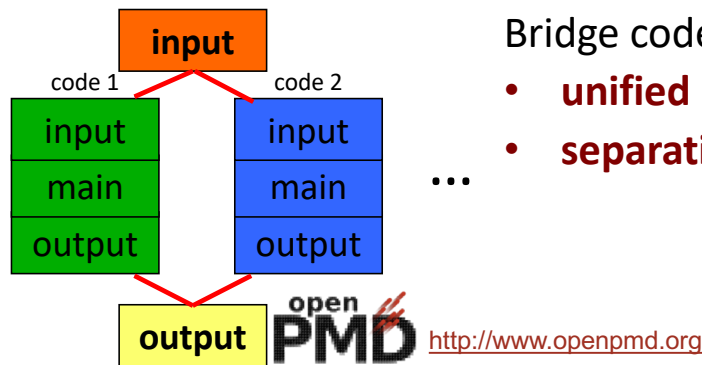 input
code 1
code 2
input
main
output
input
main
output
...
output
open
PMD
http://www.openpmd.org
Bridge code
• unified
• separati